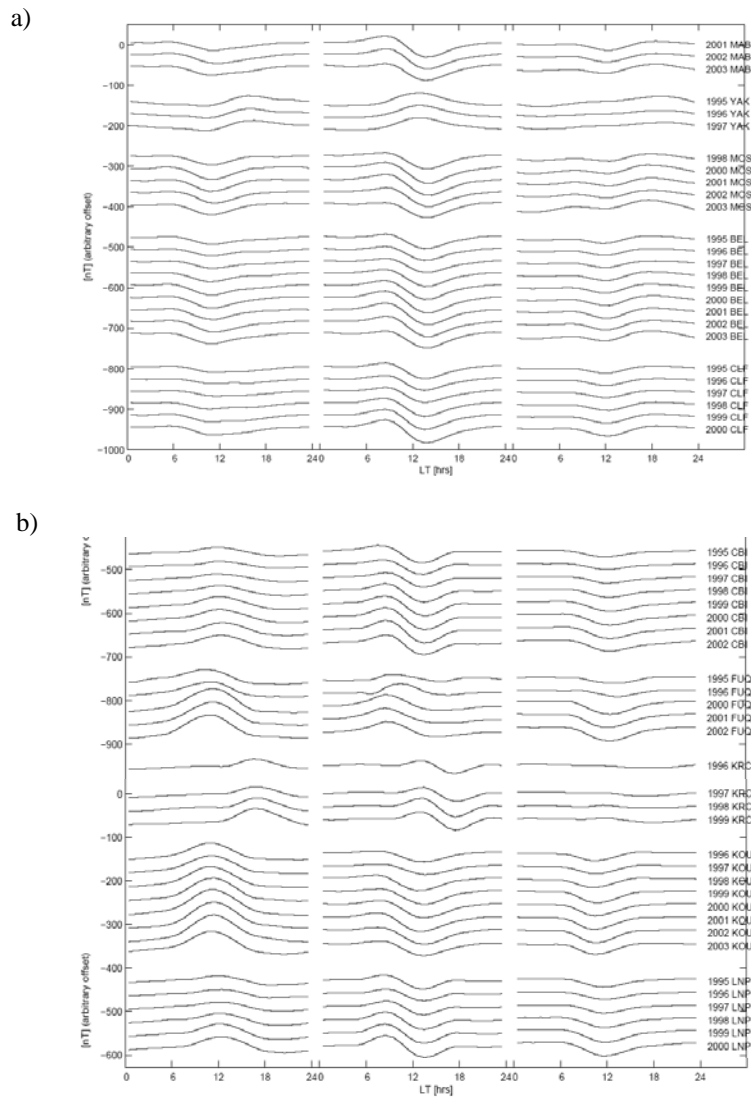 a)
0
2001 MAB
2002 MAB
2003 MAB
−100
1995 YAK
1996 YAK
1997 YAK
−200
1998 MOS
−300
2000 MOS
2001 MOS
2002 MOS
−400
2003 MOS
1995 BEL
−500
1996 BEL
1997 BEL
1998 BEL
−600
1999 BEL
2000 BEL
2001 BEL
−700
2002 BEL
2003 BEL
−800
1995 CLF
1996 CLF
1997 CLF
−900
1998 CLF
1999 CLF
2000 CLF
−1000
[nT] (arbitrary offset)
0 6 12 18 240 6 12 18 240 6 12 18 24
LT [hrs]
b)
[nT] (arbitrary
1995 CBI
−500
1996 CBI
1997 CBI
1998 CBI
1999 CBI
−600
2000 CBI
2001 CBI
2002 CBI
−700
1995 FUQ
1996 FUQ
−800
2000 FUQ
2001 FUQ
2002 FUQ
−900
1996 KRC
0
1997 KRC
1998 KRC
1999 KRC
−100
1996 KOU
1997 KOU
−200
1998 KOU
1999 KOU
2000 KOU
−300
2001 KOU
2002 KOU
2003 KOU
−400
1995 LNP
1996 LNP
−500
1997 LNP
1998 LNP
1999 LNP
2000 LNP
−600
[nT] (arbitrary offset)
0 6 12 18 240 6 12 18 240 6 12 18 24
LT [hrs]